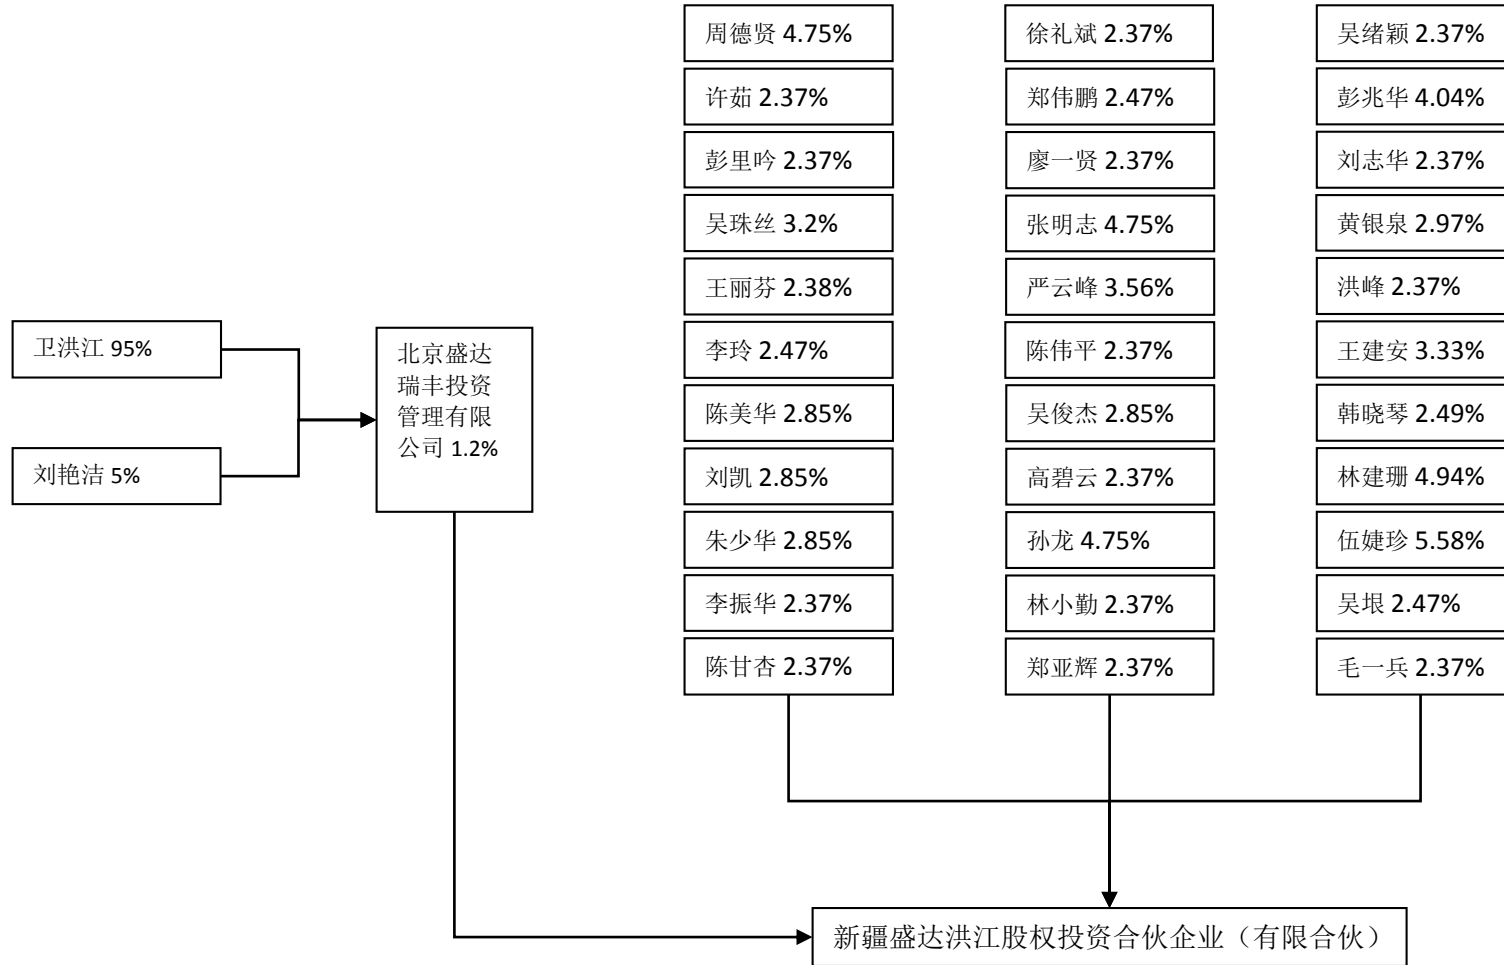 周德贤 4.75%
徐礼斌 2.37%
吴绪颖 2.37%
许茹 2.37%
郑伟鹏 2.47%
彭兆华 4.04%
彭里吟 2.37%
廖一贤 2.37%
刘志华 2.37%
吴珠丝 3.2%
张明志 4.75%
黄银泉 2.97%
王丽芬 2.38%
严云峰 3.56%
洪峰 2.37%
卫洪江 95%
北京盛达
瑞丰投资
管理有限
公司 1.2%
李玲 2.47%
陈伟平 2.37%
王建安 3.33%
陈美华 2.85%
吴俊杰 2.85%
韩晓琴 2.49%
刘艳洁 5%
刘凯 2.85%
高碧云 2.37%
林建珊 4.94%
朱少华 2.85%
孙龙 4.75%
伍婕珍 5.58%
李振华 2.37%
林小勤 2.37%
吴垠 2.47%
陈甘杏 2.37%
郑亚辉 2.37%
毛一兵 2.37%
新疆盛达洪江股权投资合伙企业（有限合伙）